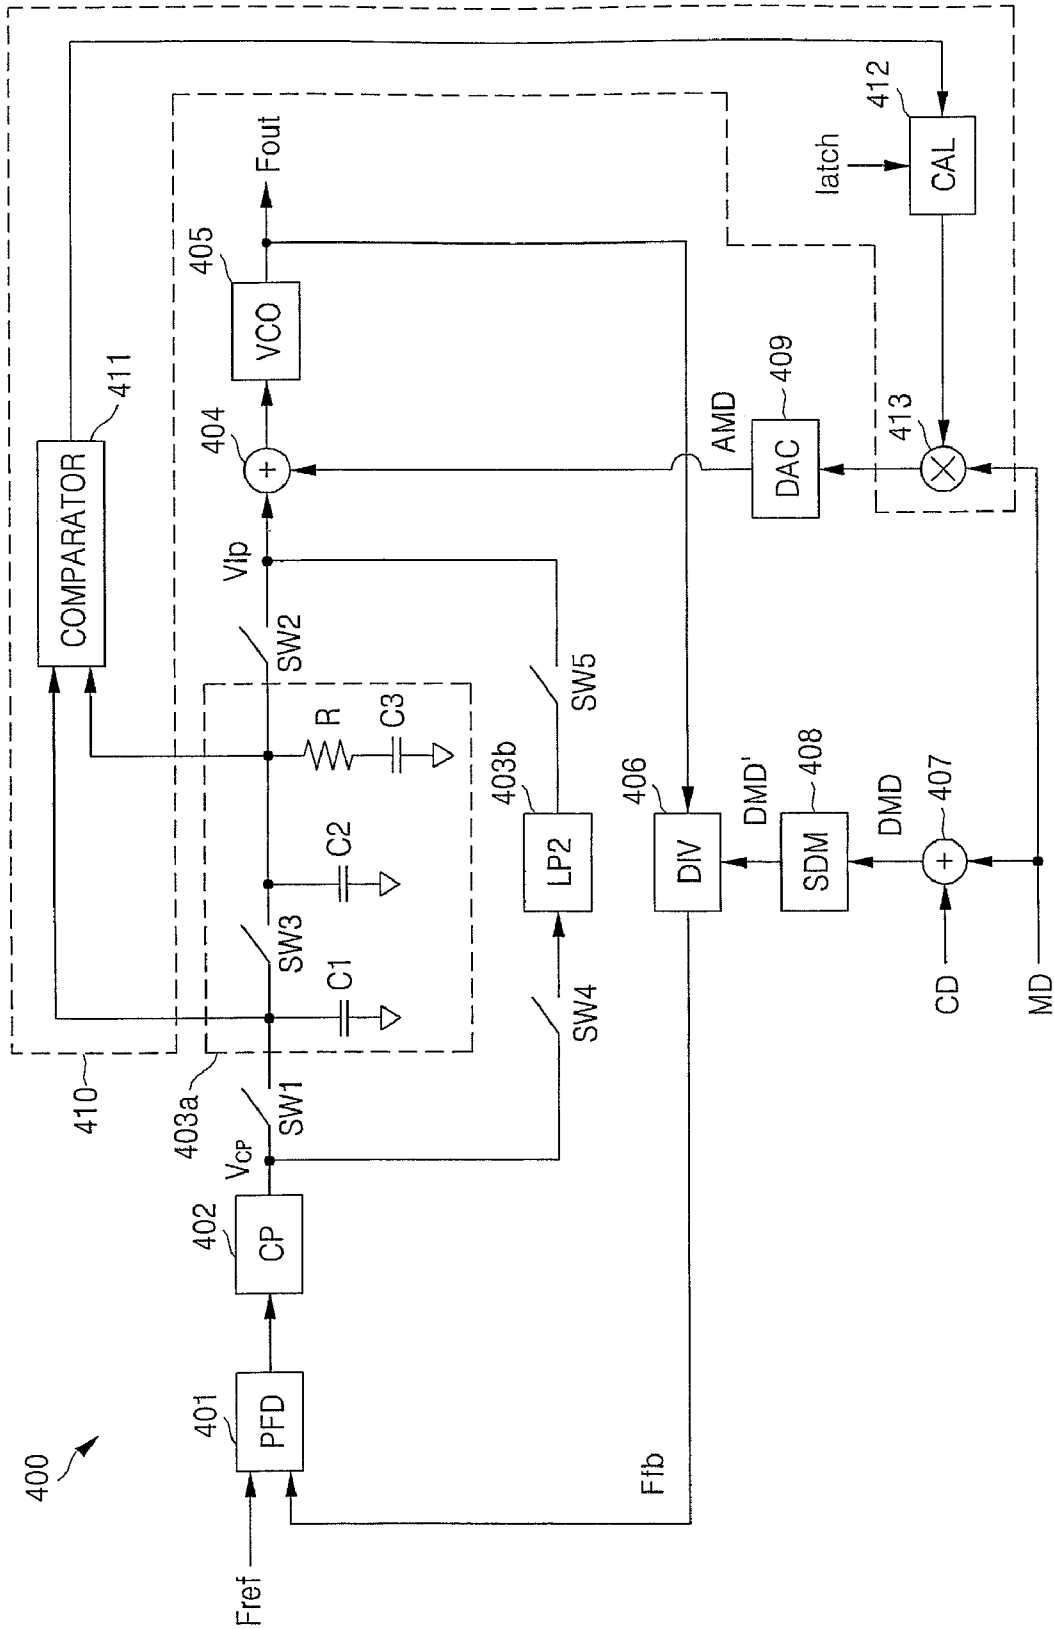 400
Fref
PFD
401
CP
402
VCP
SW1
403a
C1
SW3
C2
R
C3
SW2
Vlp
404
+
VCO
405
Fout
410
COMPARATOR
411
SW4
LP2
403b
SW5
Ffb
DIV
406
DMD'
SDM
408
DMD
+
407
CD
MD
AMD
DAC
409
413
latch
CAL
412